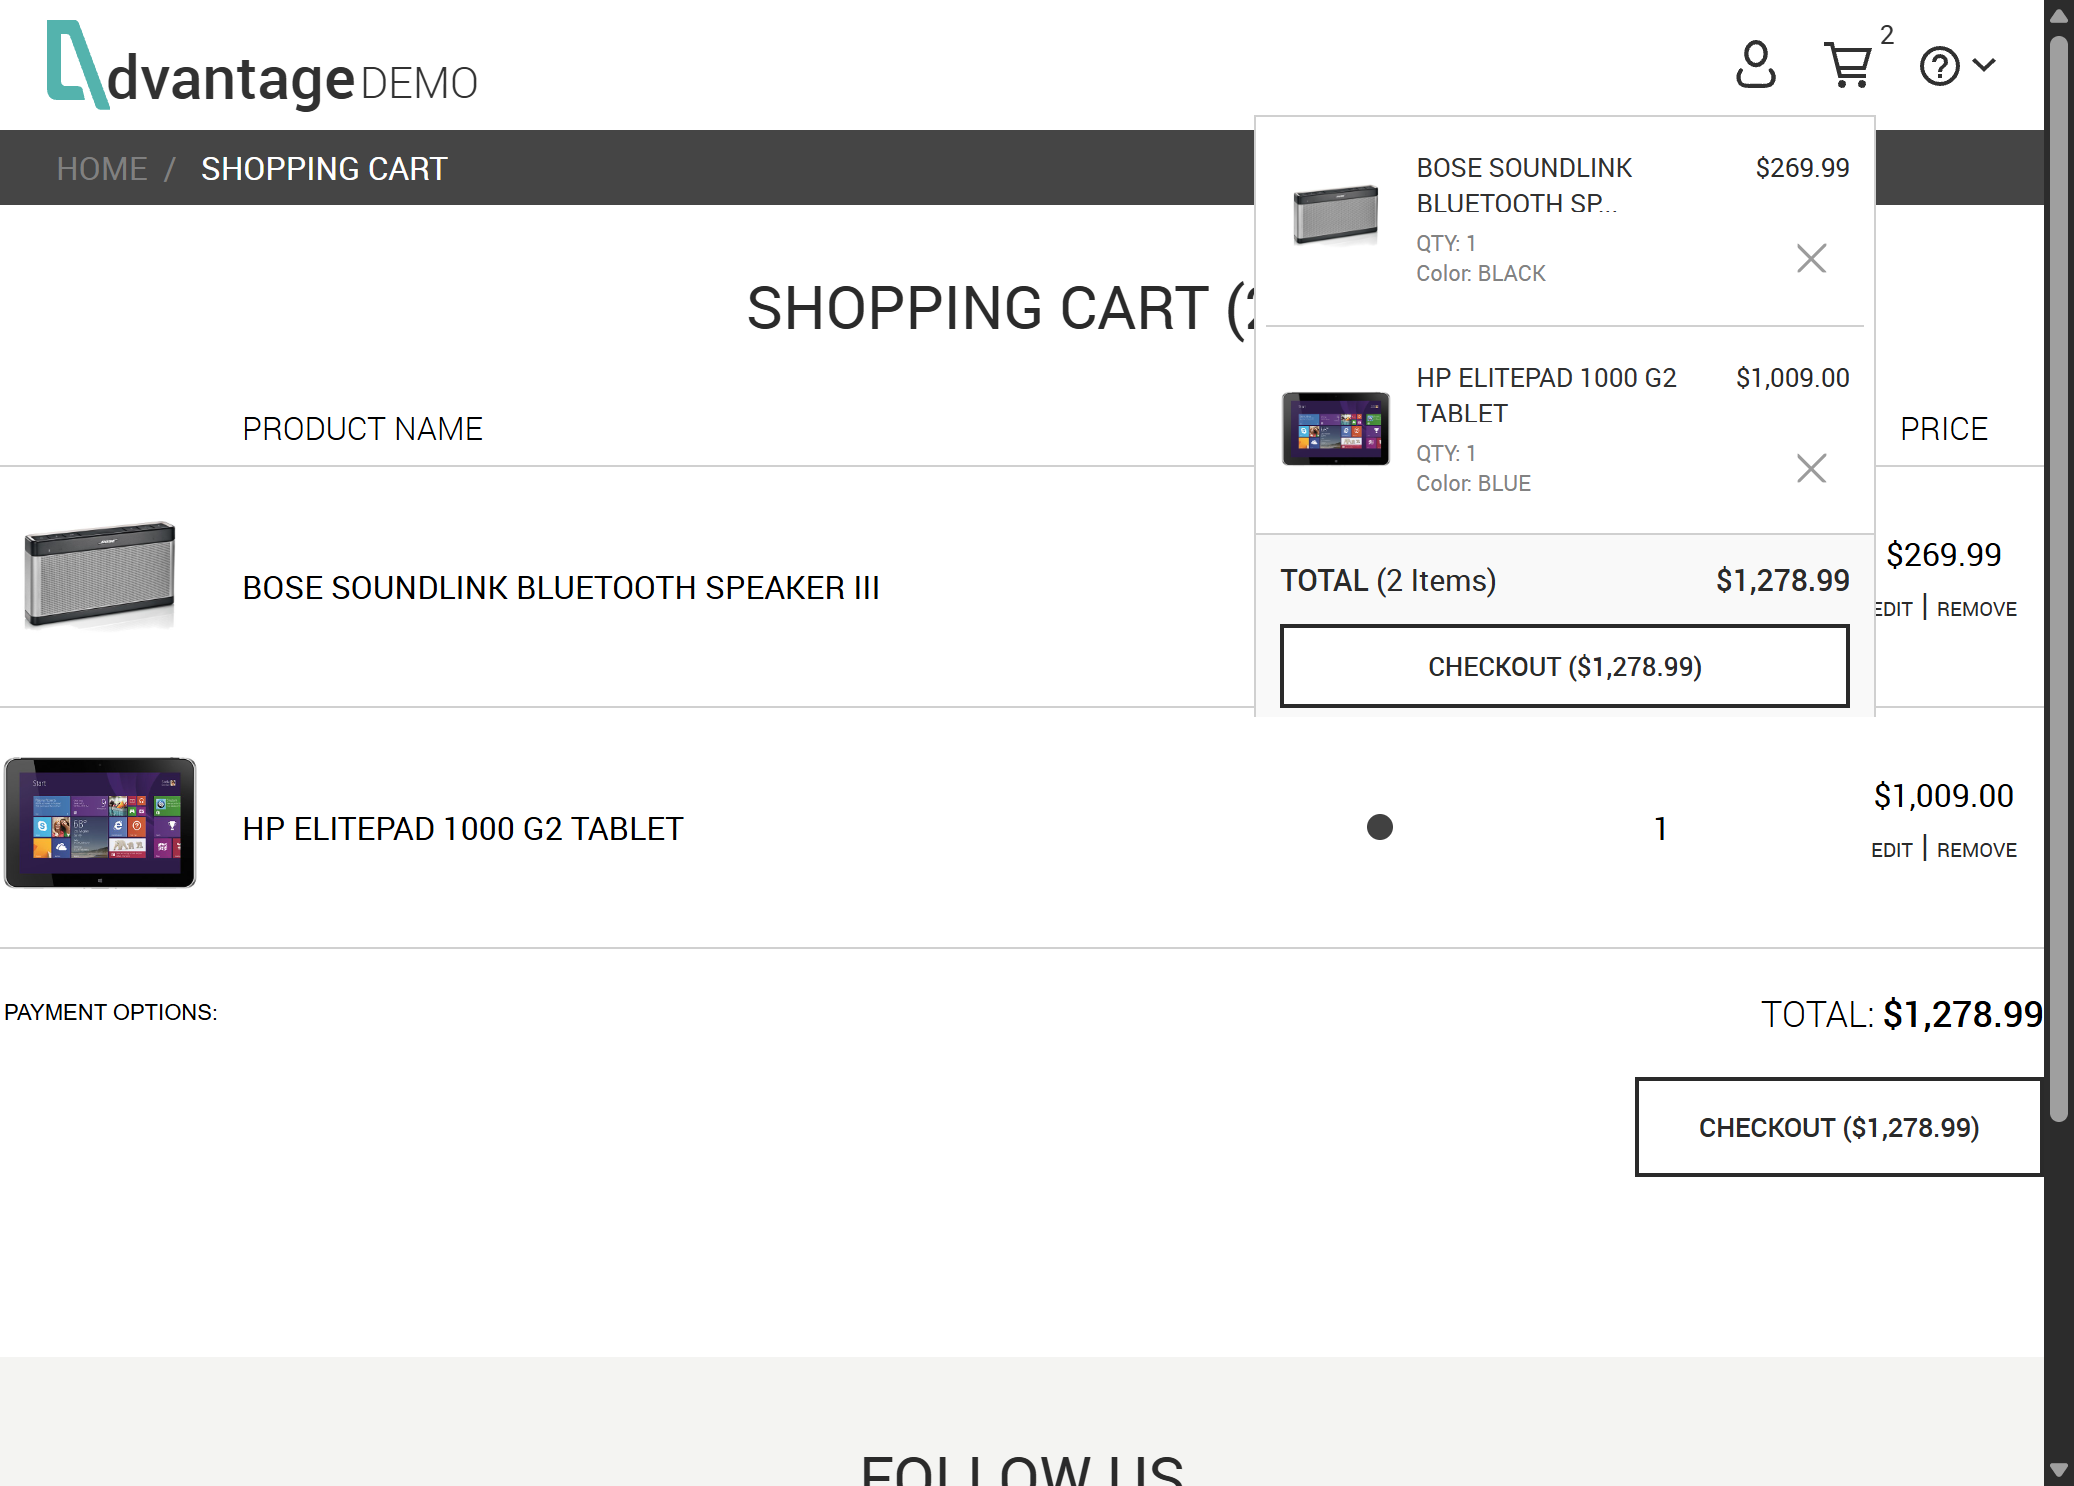 dvantage DEMO
2
HOME / SHOPPING CART
BOSE SOUNDLINK
BLUETOOTH SP...
$269.99
QTY: 1
Color: BLACK
HP ELITEPAD 1000 G2
TABLET
$1,009.00
QTY: 1
Color: BLUE
TOTAL (2 Items) $1,278.99
CHECKOUT ($1,278.99)
SHOPPING CART (2
PRODUCT NAME
PRICE
BOSE SOUNDLINK BLUETOOTH SPEAKER III
$269.99
EDIT | REMOVE
HP ELITEPAD 1000 G2 TABLET
1
$1,009.00
EDIT | REMOVE
PAYMENT OPTIONS:
TOTAL: $1,278.99
CHECKOUT ($1,278.99)
FOLLOW US